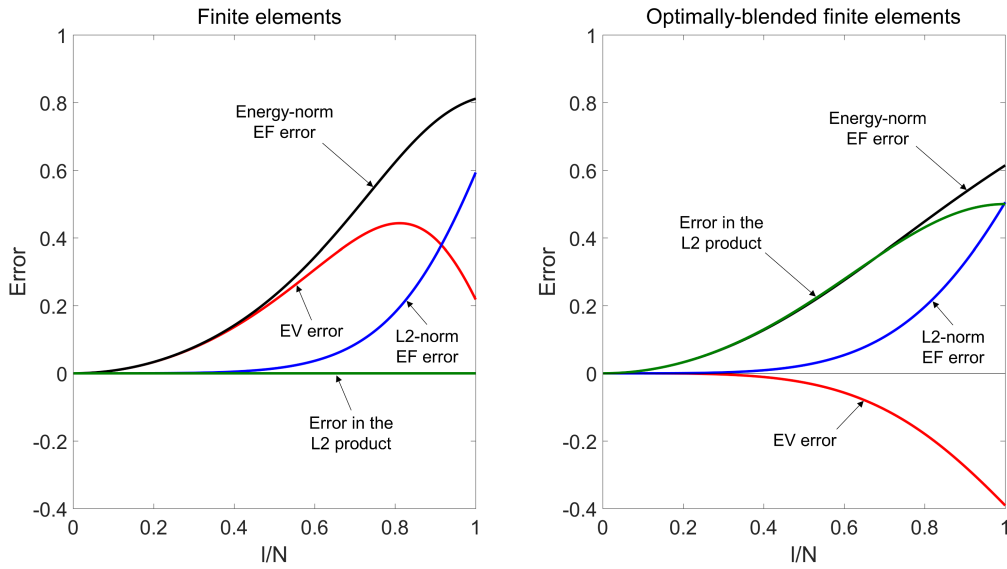 Finite elements
1
0.8
0.6
0.4
0.2
0
-0.2
-0.4
Error
Energy-norm
EF error
EV error
L2-norm
EF error
Error in the
L2 product
0
0.2
0.4
0.6
0.8
1
l/N
Optimally-blended finite elements
1
0.8
0.6
0.4
0.2
0
-0.2
-0.4
Error
Energy-norm
EF error
Error in the
L2 product
L2-norm
EF error
EV error
0
0.2
0.4
0.6
0.8
1
l/N